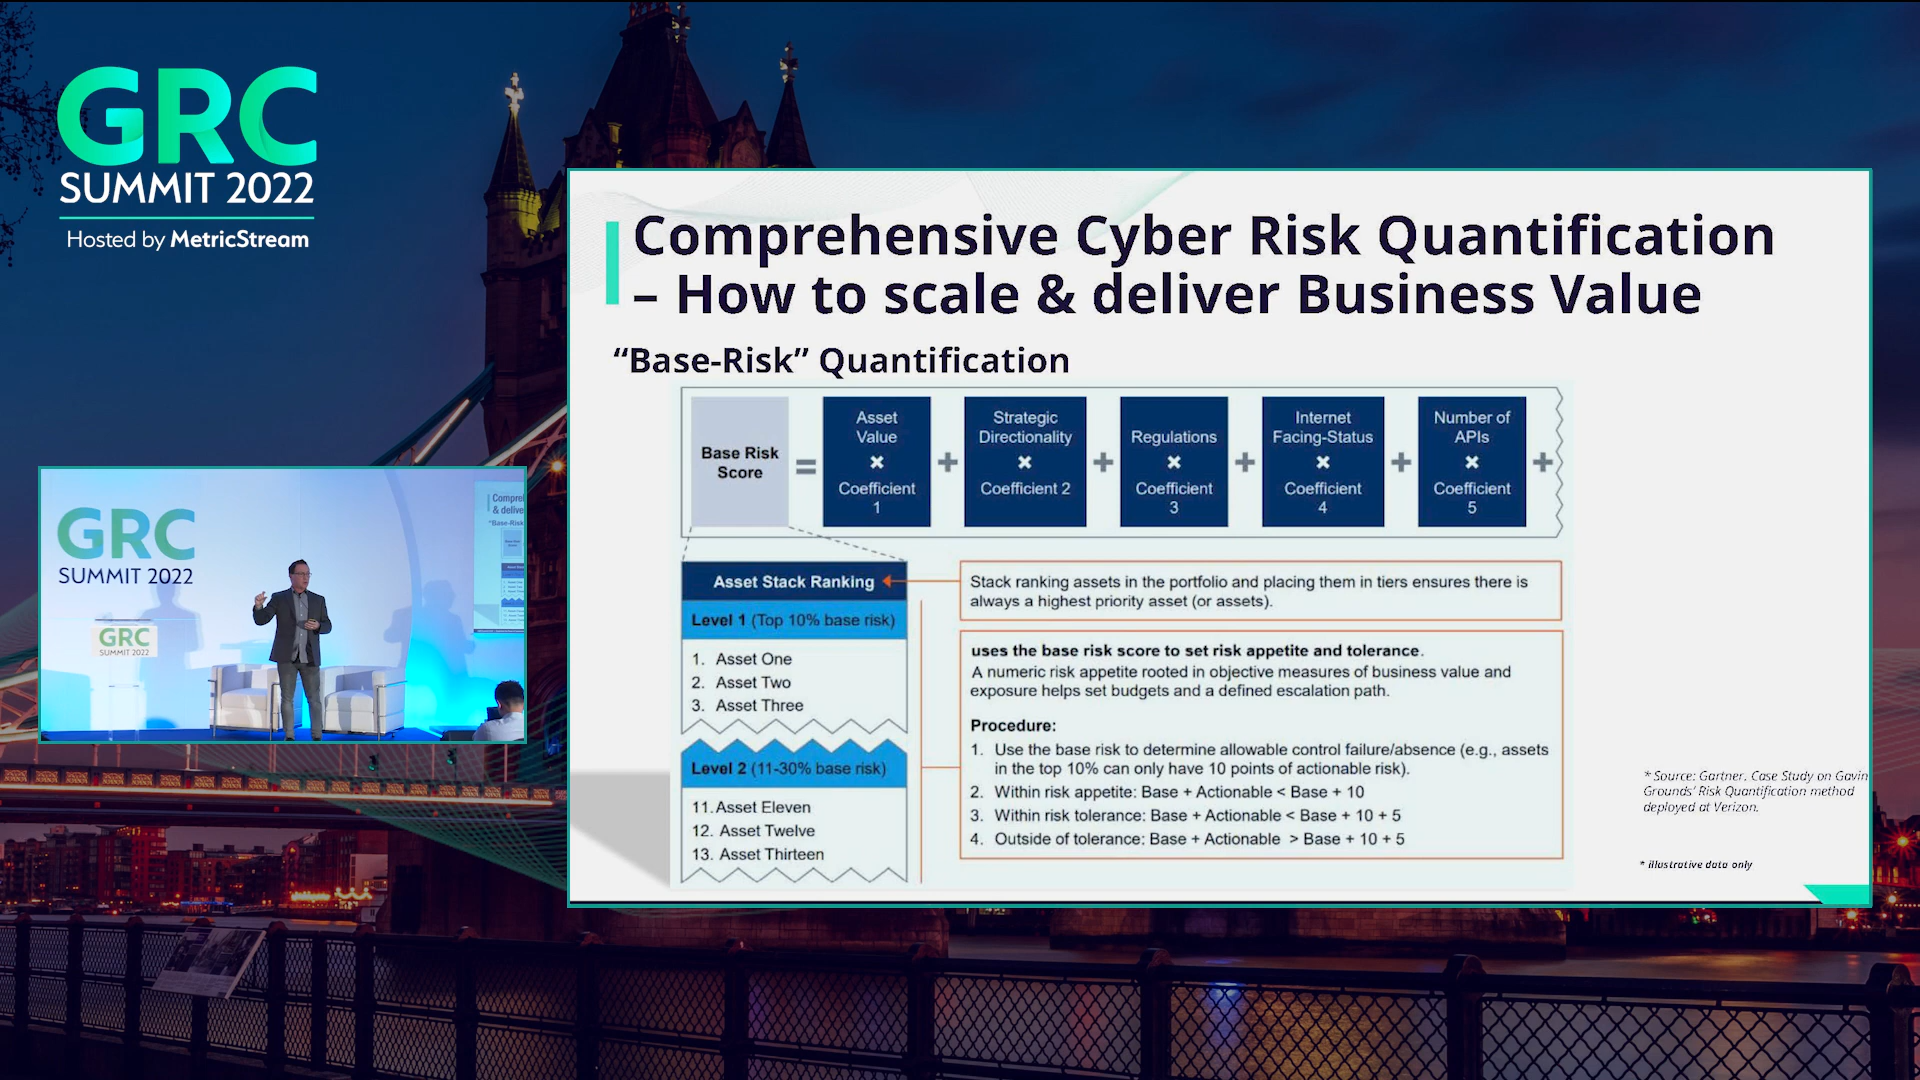 GRC
SUMMIT 2022
Hosted by MetricStream
Comprehensive Cyber Risk Quantification
– How to scale & deliver Business Value
“Base-Risk” Quantification
Base Risk
Score
=
Asset
Value
×
Coefficient
1
+
Strategic
Directionality
×
Coefficient 2
+
Regulations
×
Coefficient
3
+
Internet
Facing-Status
×
Coefficient
4
+
Number of
APIs
×
Coefficient
5
+
Asset Stack Ranking
Level 1 (Top 10% base risk)
1. Asset One
2. Asset Two
3. Asset Three
Level 2 (11-30% base risk)
11. Asset Eleven
12. Asset Twelve
13. Asset Thirteen
Stack ranking assets in the portfolio and placing them in tiers ensures there is
always a highest priority asset (or assets).
uses the base risk score to set risk appetite and tolerance.
A numeric risk appetite rooted in objective measures of business value and
exposure helps set budgets and a defined escalation path.
Procedure:
1. Use the base risk to determine allowable control failure/absence (e.g., assets
in the top 10% can only have 10 points of actionable risk).
2. Within risk appetite: Base + Actionable < Base + 10
3. Within risk tolerance: Base + Actionable < Base + 10 + 5
4. Outside of tolerance: Base + Actionable > Base + 10 + 5
* Source: Gartner. Case Study on Gavin
Grounds’ Risk Quantification method
deployed at Verizon.
* illustrative data only
GRC
SUMMIT 2022
GRC
SUMMIT 2022
Compre
& delive
"Base-Risk